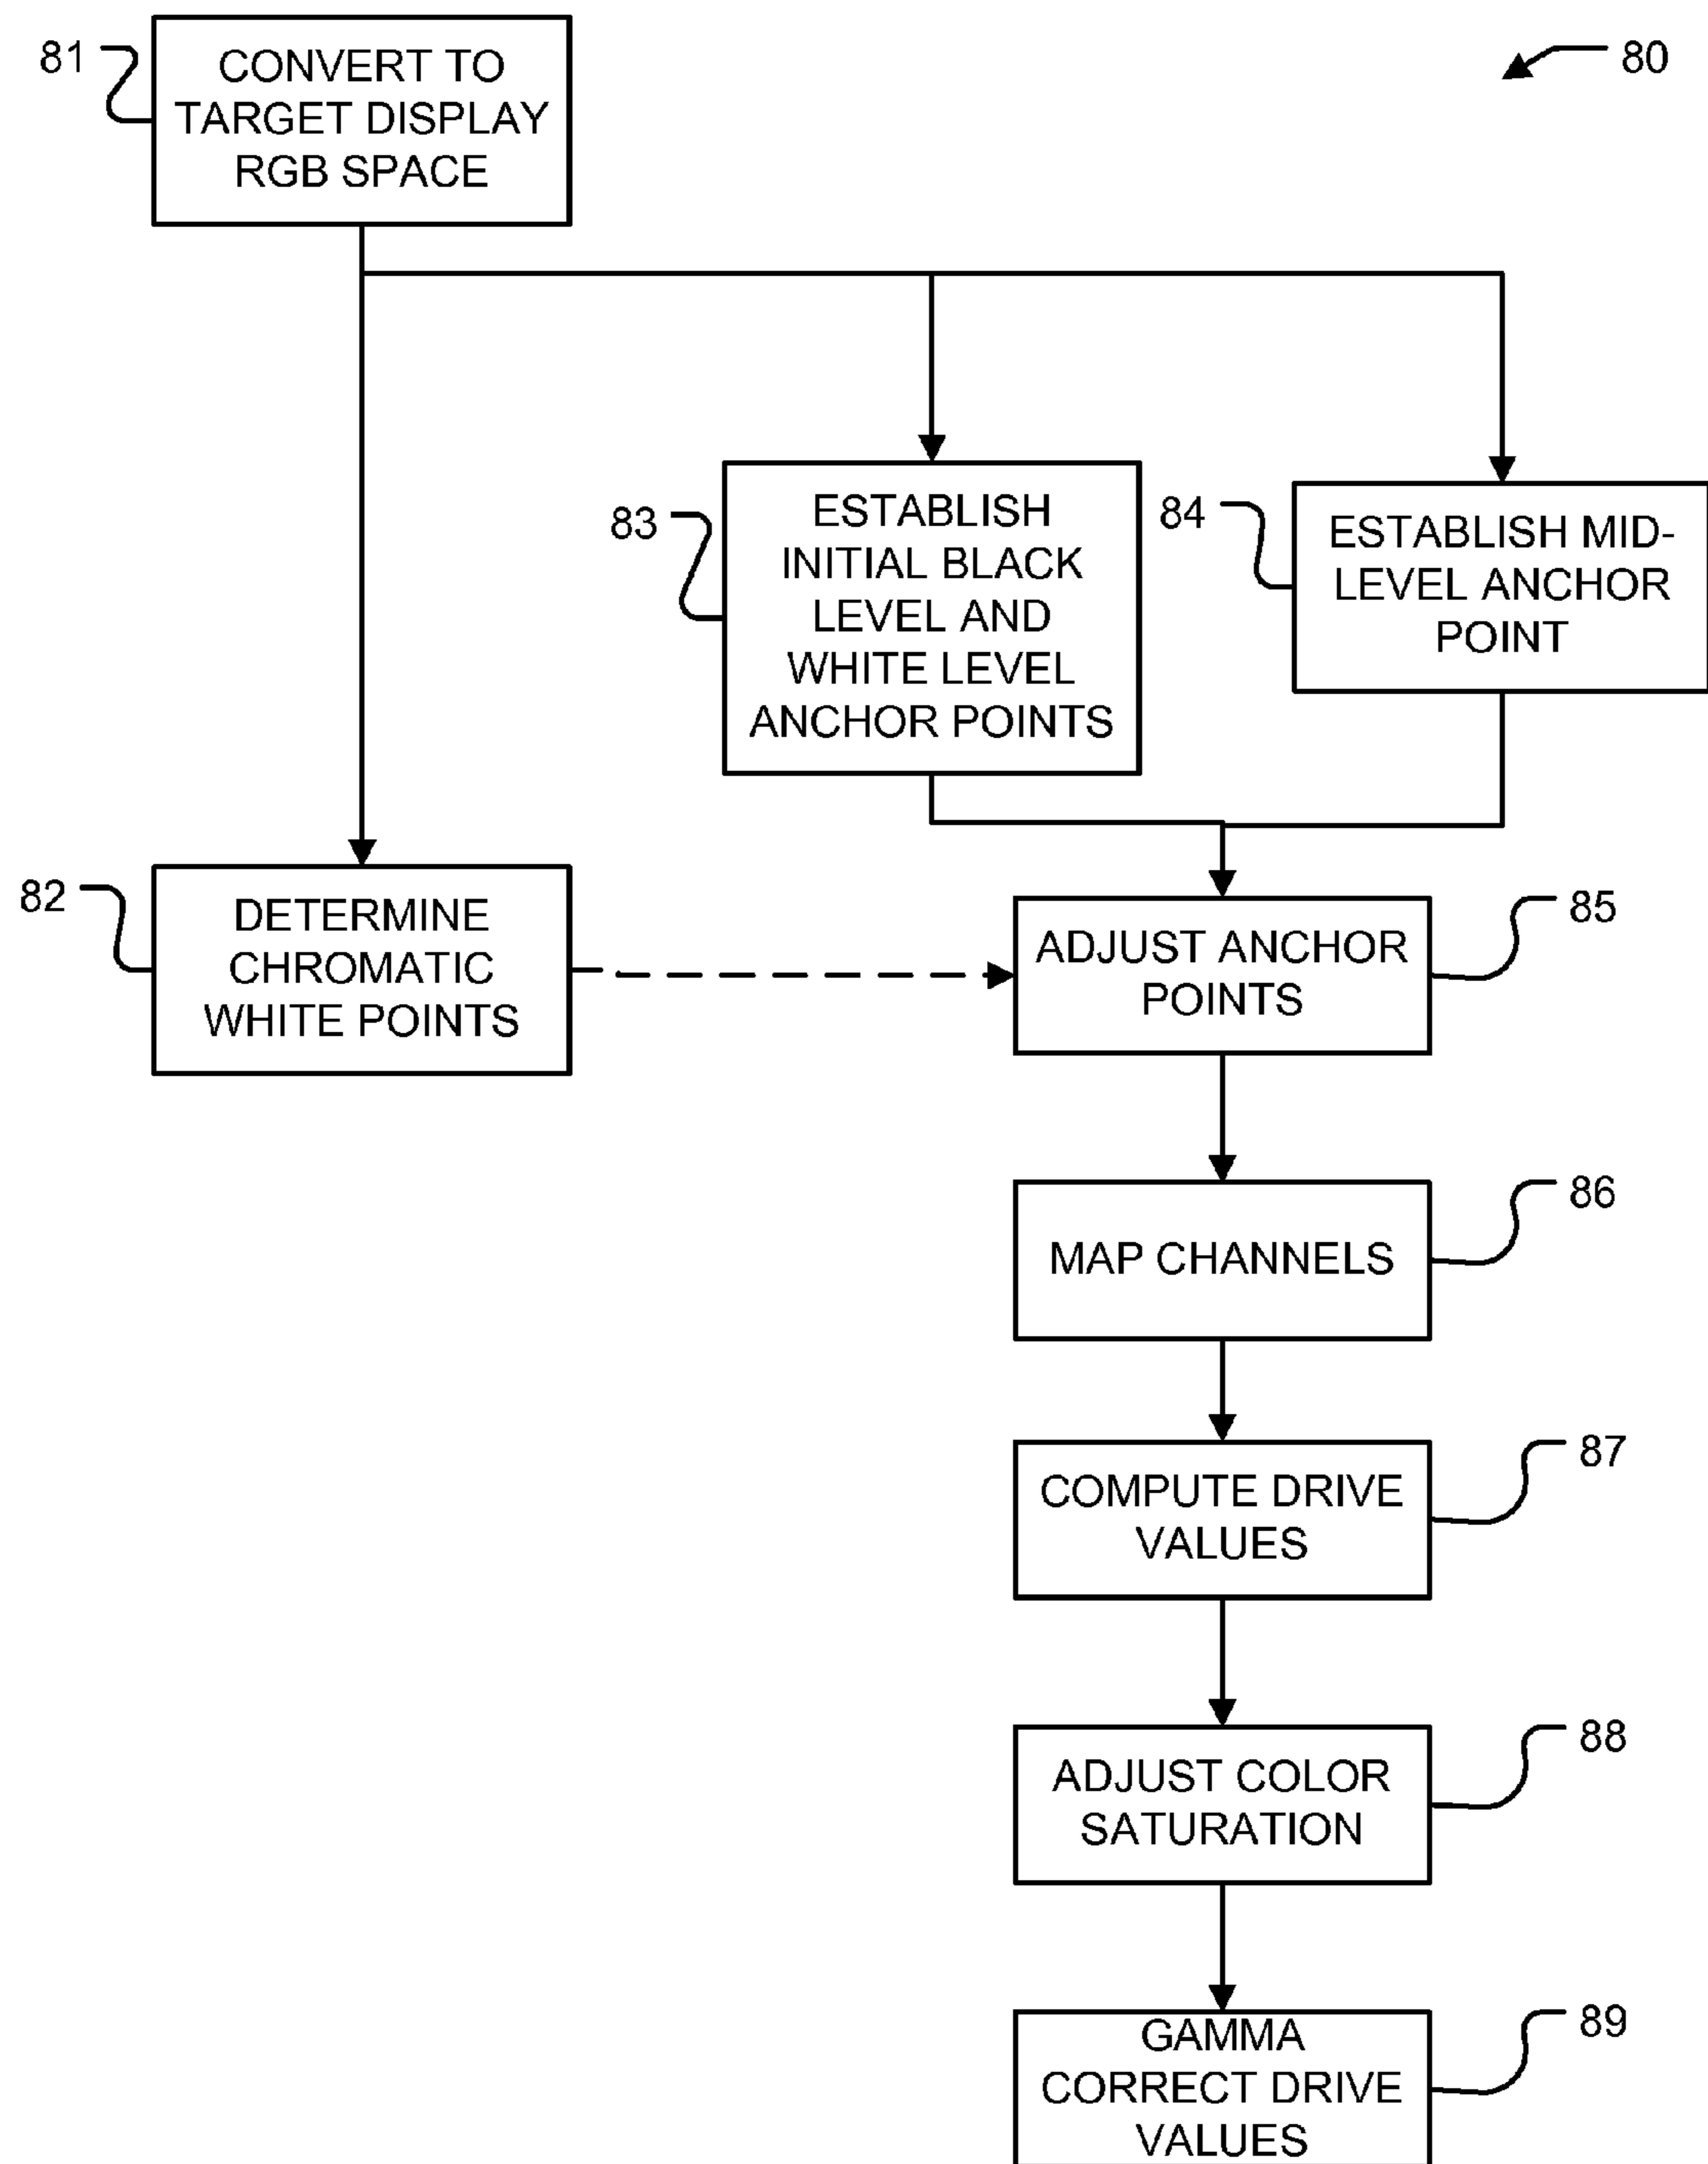 81
CONVERT TO
TARGET DISPLAY
RGB SPACE
80
83
ESTABLISH
INITIAL BLACK
LEVEL AND
WHITE LEVEL
ANCHOR POINTS
84
ESTABLISH MID-
LEVEL ANCHOR
POINT
82
DETERMINE
CHROMATIC
WHITE POINTS
85
ADJUST ANCHOR
POINTS
86
MAP CHANNELS
87
COMPUTE DRIVE
VALUES
88
ADJUST COLOR
SATURATION
89
GAMMA
CORRECT DRIVE
VALUES